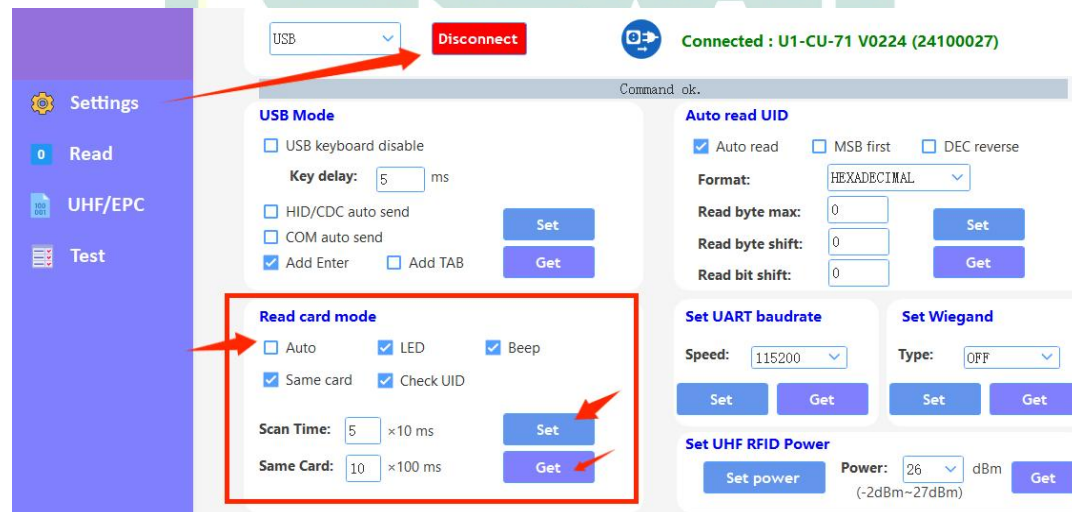 USB
Disconnect
Connected : U1-CU-71 V0224 (24100027)
Command ok.
Settings
Read
UHF/EPC
Test
USB Mode
USB keyboard disable
Key delay: 5 ms
HID/CDC auto send
COM auto send
Set
Add Enter Add TAB
Get
Auto read UID
Auto read MSB first DEC reverse
Format: HEXADECIMAL
Read byte max: 0
Read byte shift: 0
Set
Read bit shift: 0
Get
Read card mode
Auto LED Beep
Same card Check UID
Scan Time: 5 ×10 ms Set
Same Card: 10 ×100 ms Get
Set UART baudrate
Speed: 115200
Set Get
Set Wiegand
Type: OFF
Set Get
Set UHF RFID Power
Set power Power: 26 dBm Get
(-2dBm~27dBm)